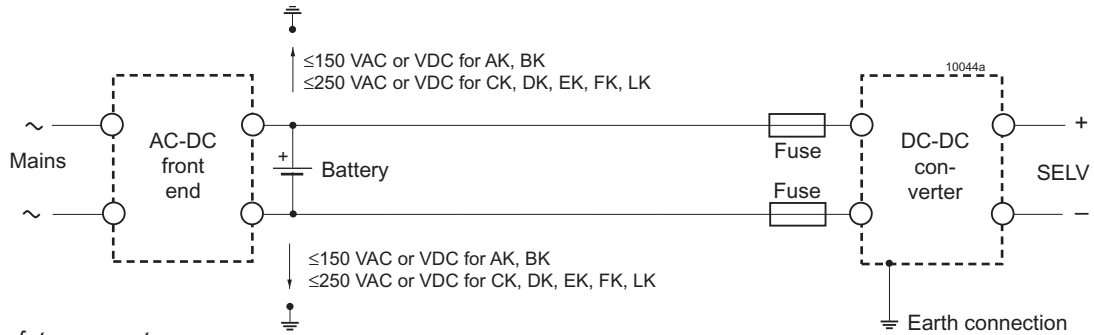 ≤150 VAC or VDC for AK, BK
≤250 VAC or VDC for CK, DK, EK, FK, LK
10044a
~
Mains
~
AC-DC
front
end
+
Battery
Fuse
Fuse
DC-DC
con-
verter
+
SELV
–
≤150 VAC or VDC for AK, BK
≤250 VAC or VDC for CK, DK, EK, FK, LK
Earth connection